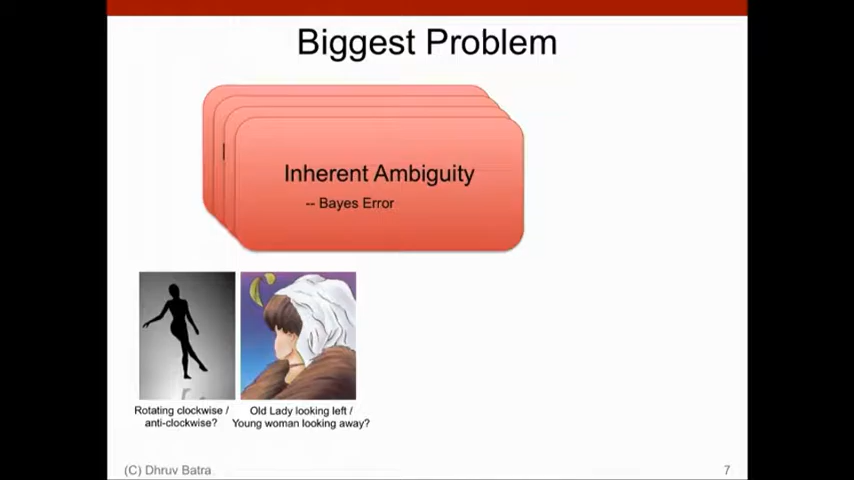 Biggest Problem
Inherent Ambiguity
-- Bayes Error
Rotating clockwise /
anti-clockwise?
Old Lady looking left /
Young woman looking away?
(C) Dhruv Batra
7